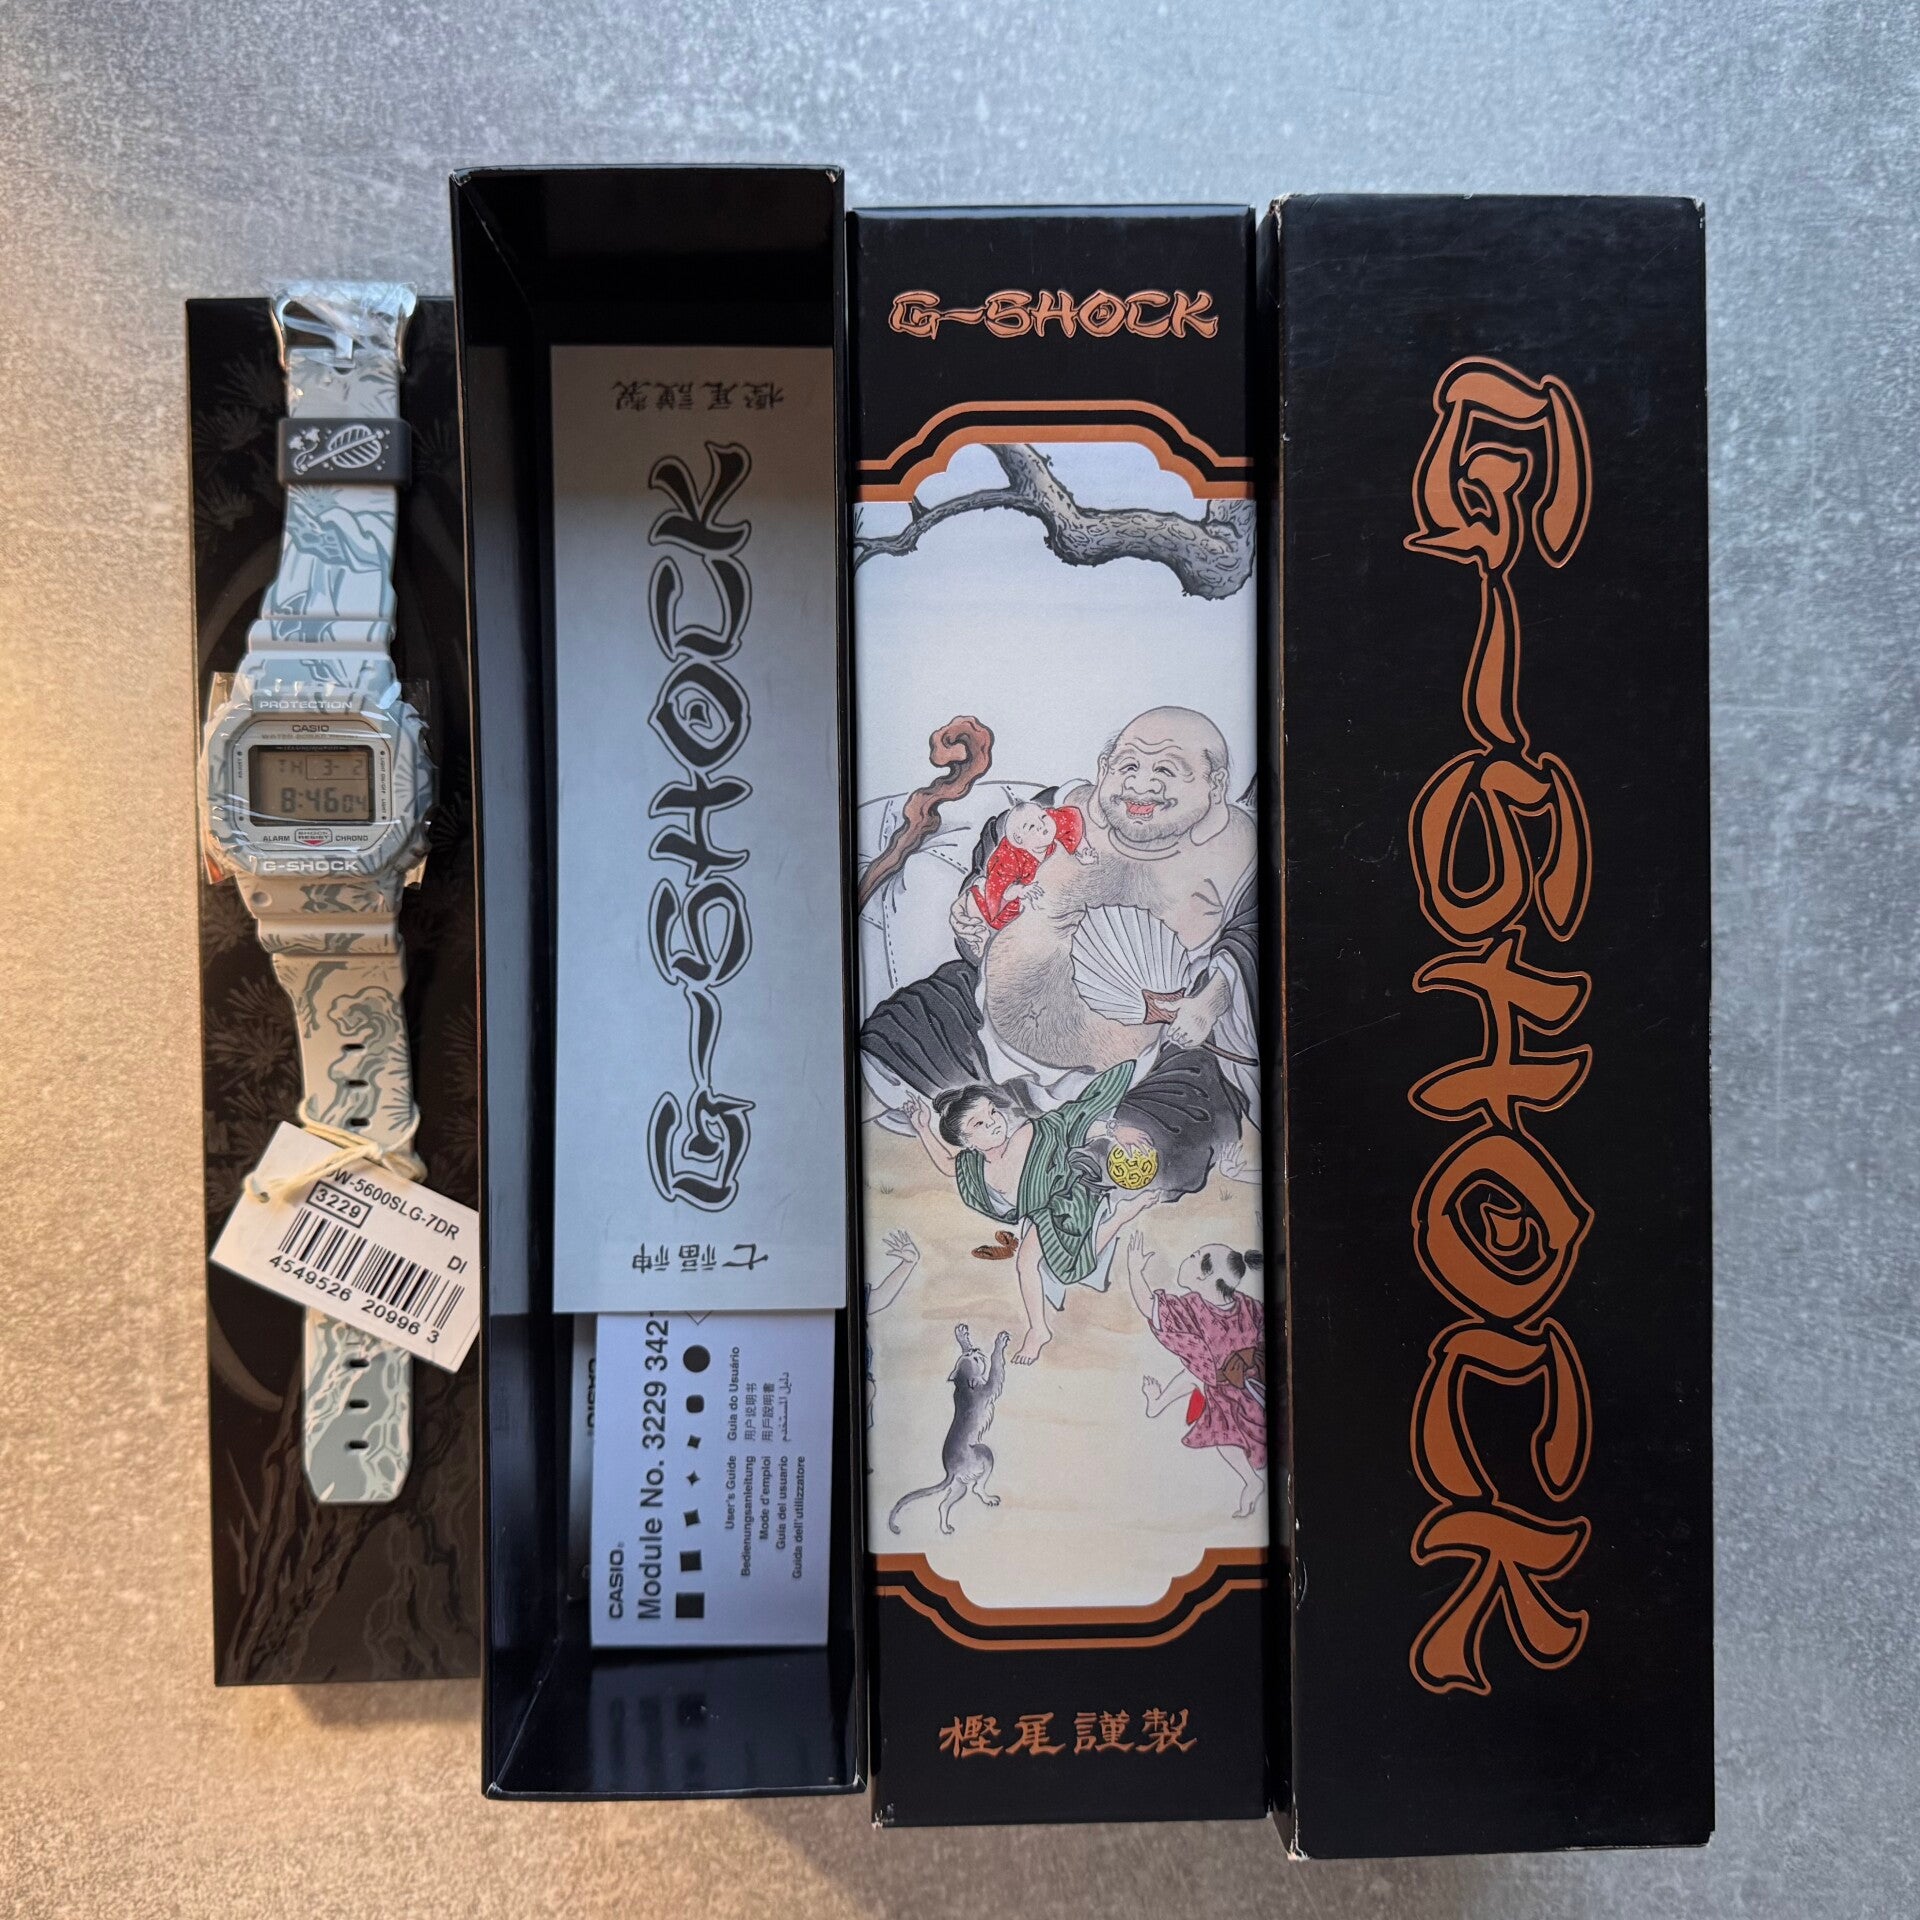 PROTECTION
CASIO
TH 3- 2
8:46 04
ADJUST
LIGHT
ALARM
SHOCK
RESIST
CHRONO
G-SHOCK
W-5600SLG-7DR
3229
DI
4549526 20996 3
樫尾謹製
G-SHOCK
七福神
CASIO
CASIO®
Module No. 3229 342
User's Guide
Bedienungsanleitung
Mode d'emploi
Guía del usuario
Guida dell'utilizzatore
Guia do Usuário
用户说明书
用戶說明書
دليل المستخدم
G-SHOCK
樫尾謹製
G-SHOCK